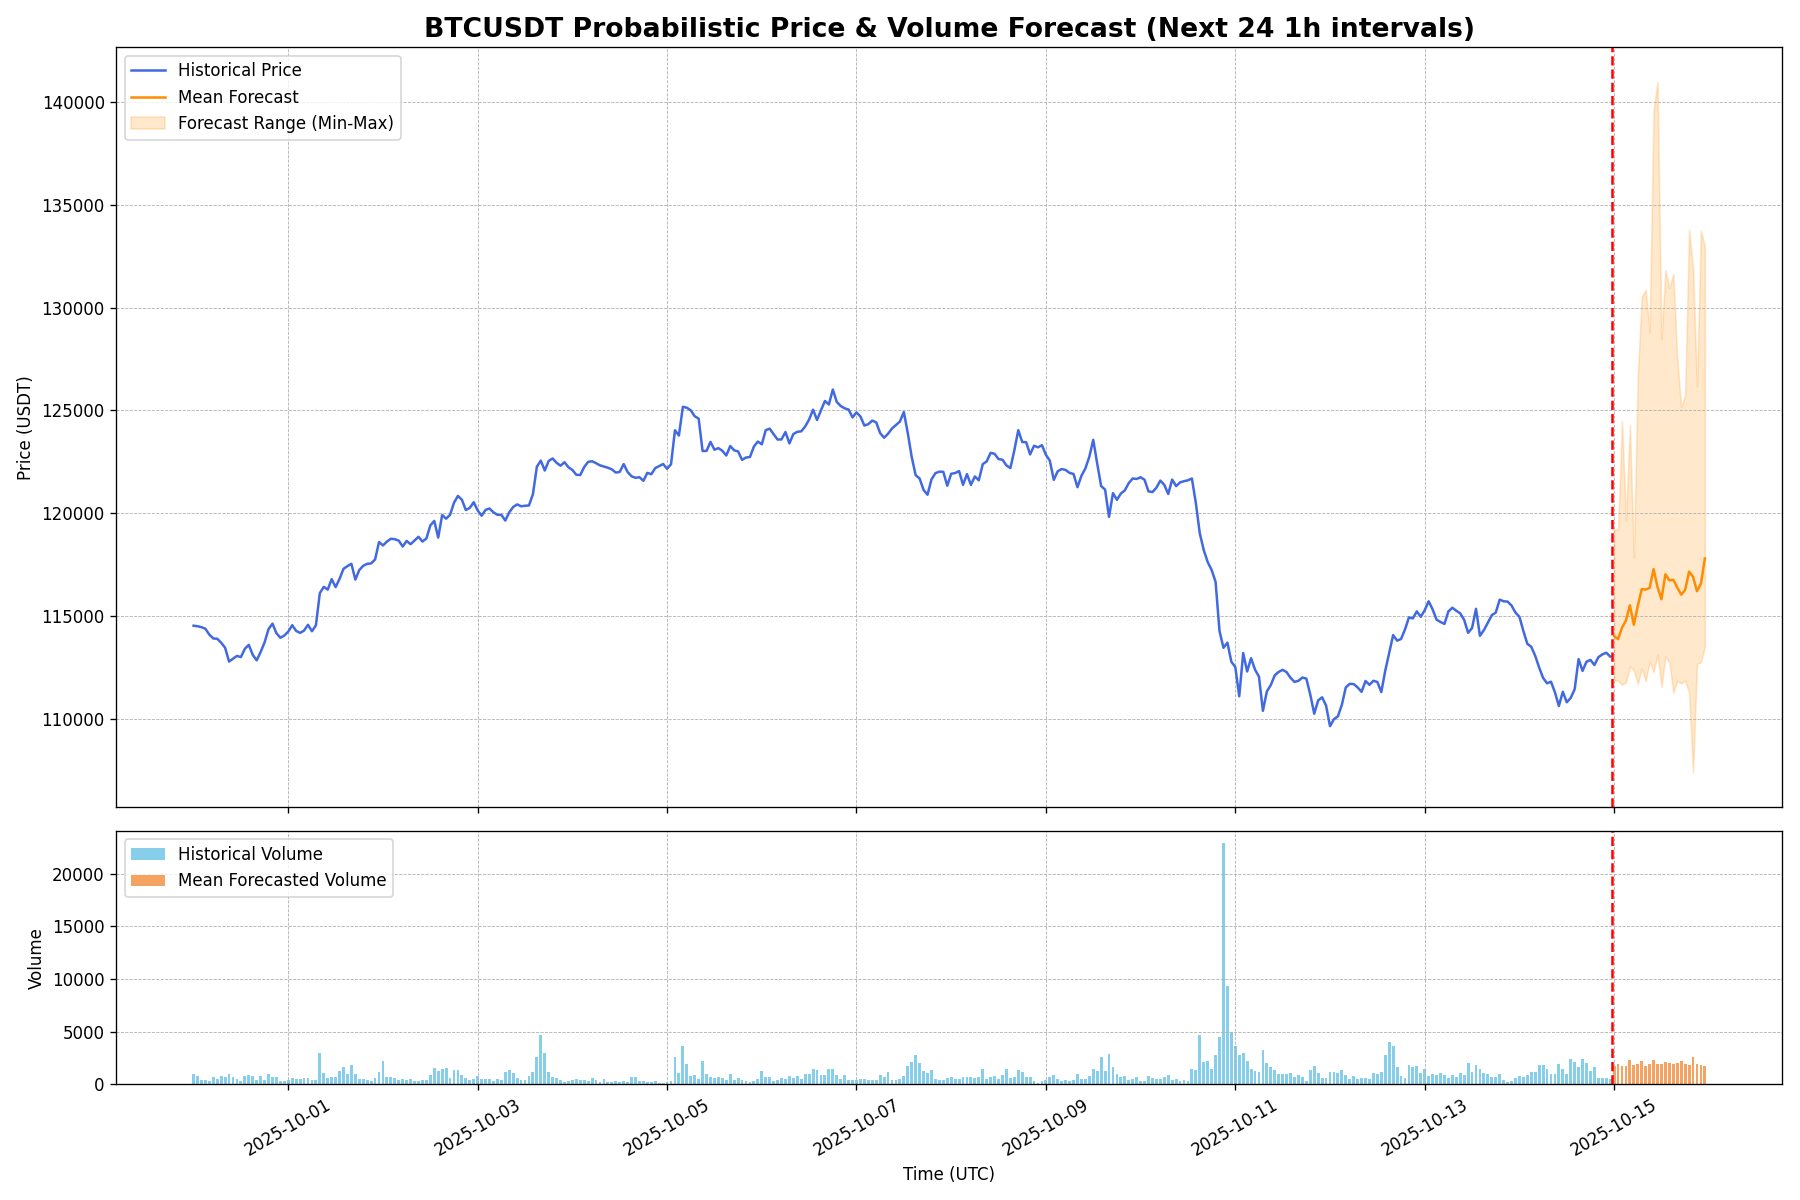 BTCUSDT Probabilistic Price & Volume Forecast (Next 24 1h intervals)
Historical Price
Mean Forecast
Forecast Range (Min-Max)
140000
135000
130000
125000
120000
115000
110000
Price (USDT)
Historical Volume
Mean Forecasted Volume
20000
15000
10000
5000
0
Volume
2025-10-01
2025-10-03
2025-10-05
2025-10-07
2025-10-09
2025-10-11
2025-10-13
2025-10-15
Time (UTC)